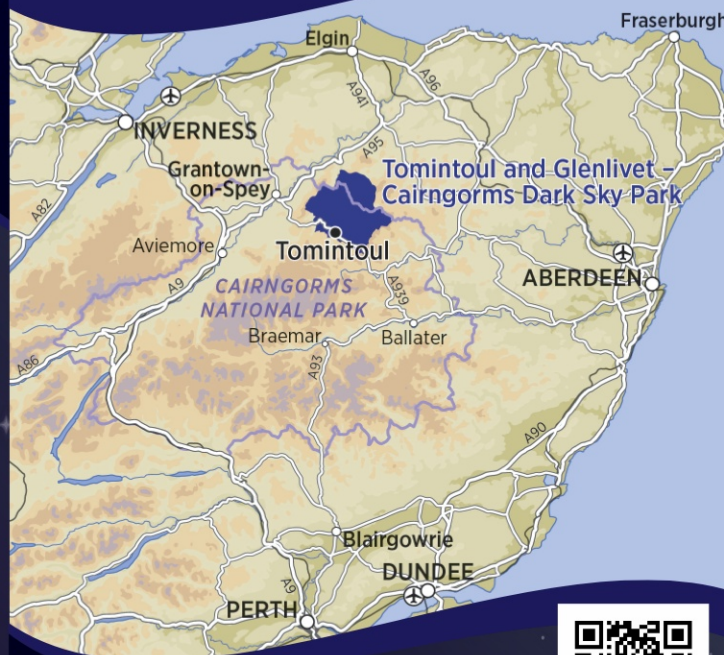 Fraserburgh
Elgin
A941
A96
INVERNESS
A95
Grantown-
on-Spey
Tomintoul and Glenlivet –
Cairngorms Dark Sky Park
A82
Aviemore
Tomintoul
A9
CAIRNGORMS
NATIONAL PARK
A939
ABERDEEN
Braemar
Ballater
A86
A93
A90
Blairgowrie
A9
DUNDEE
PERTH